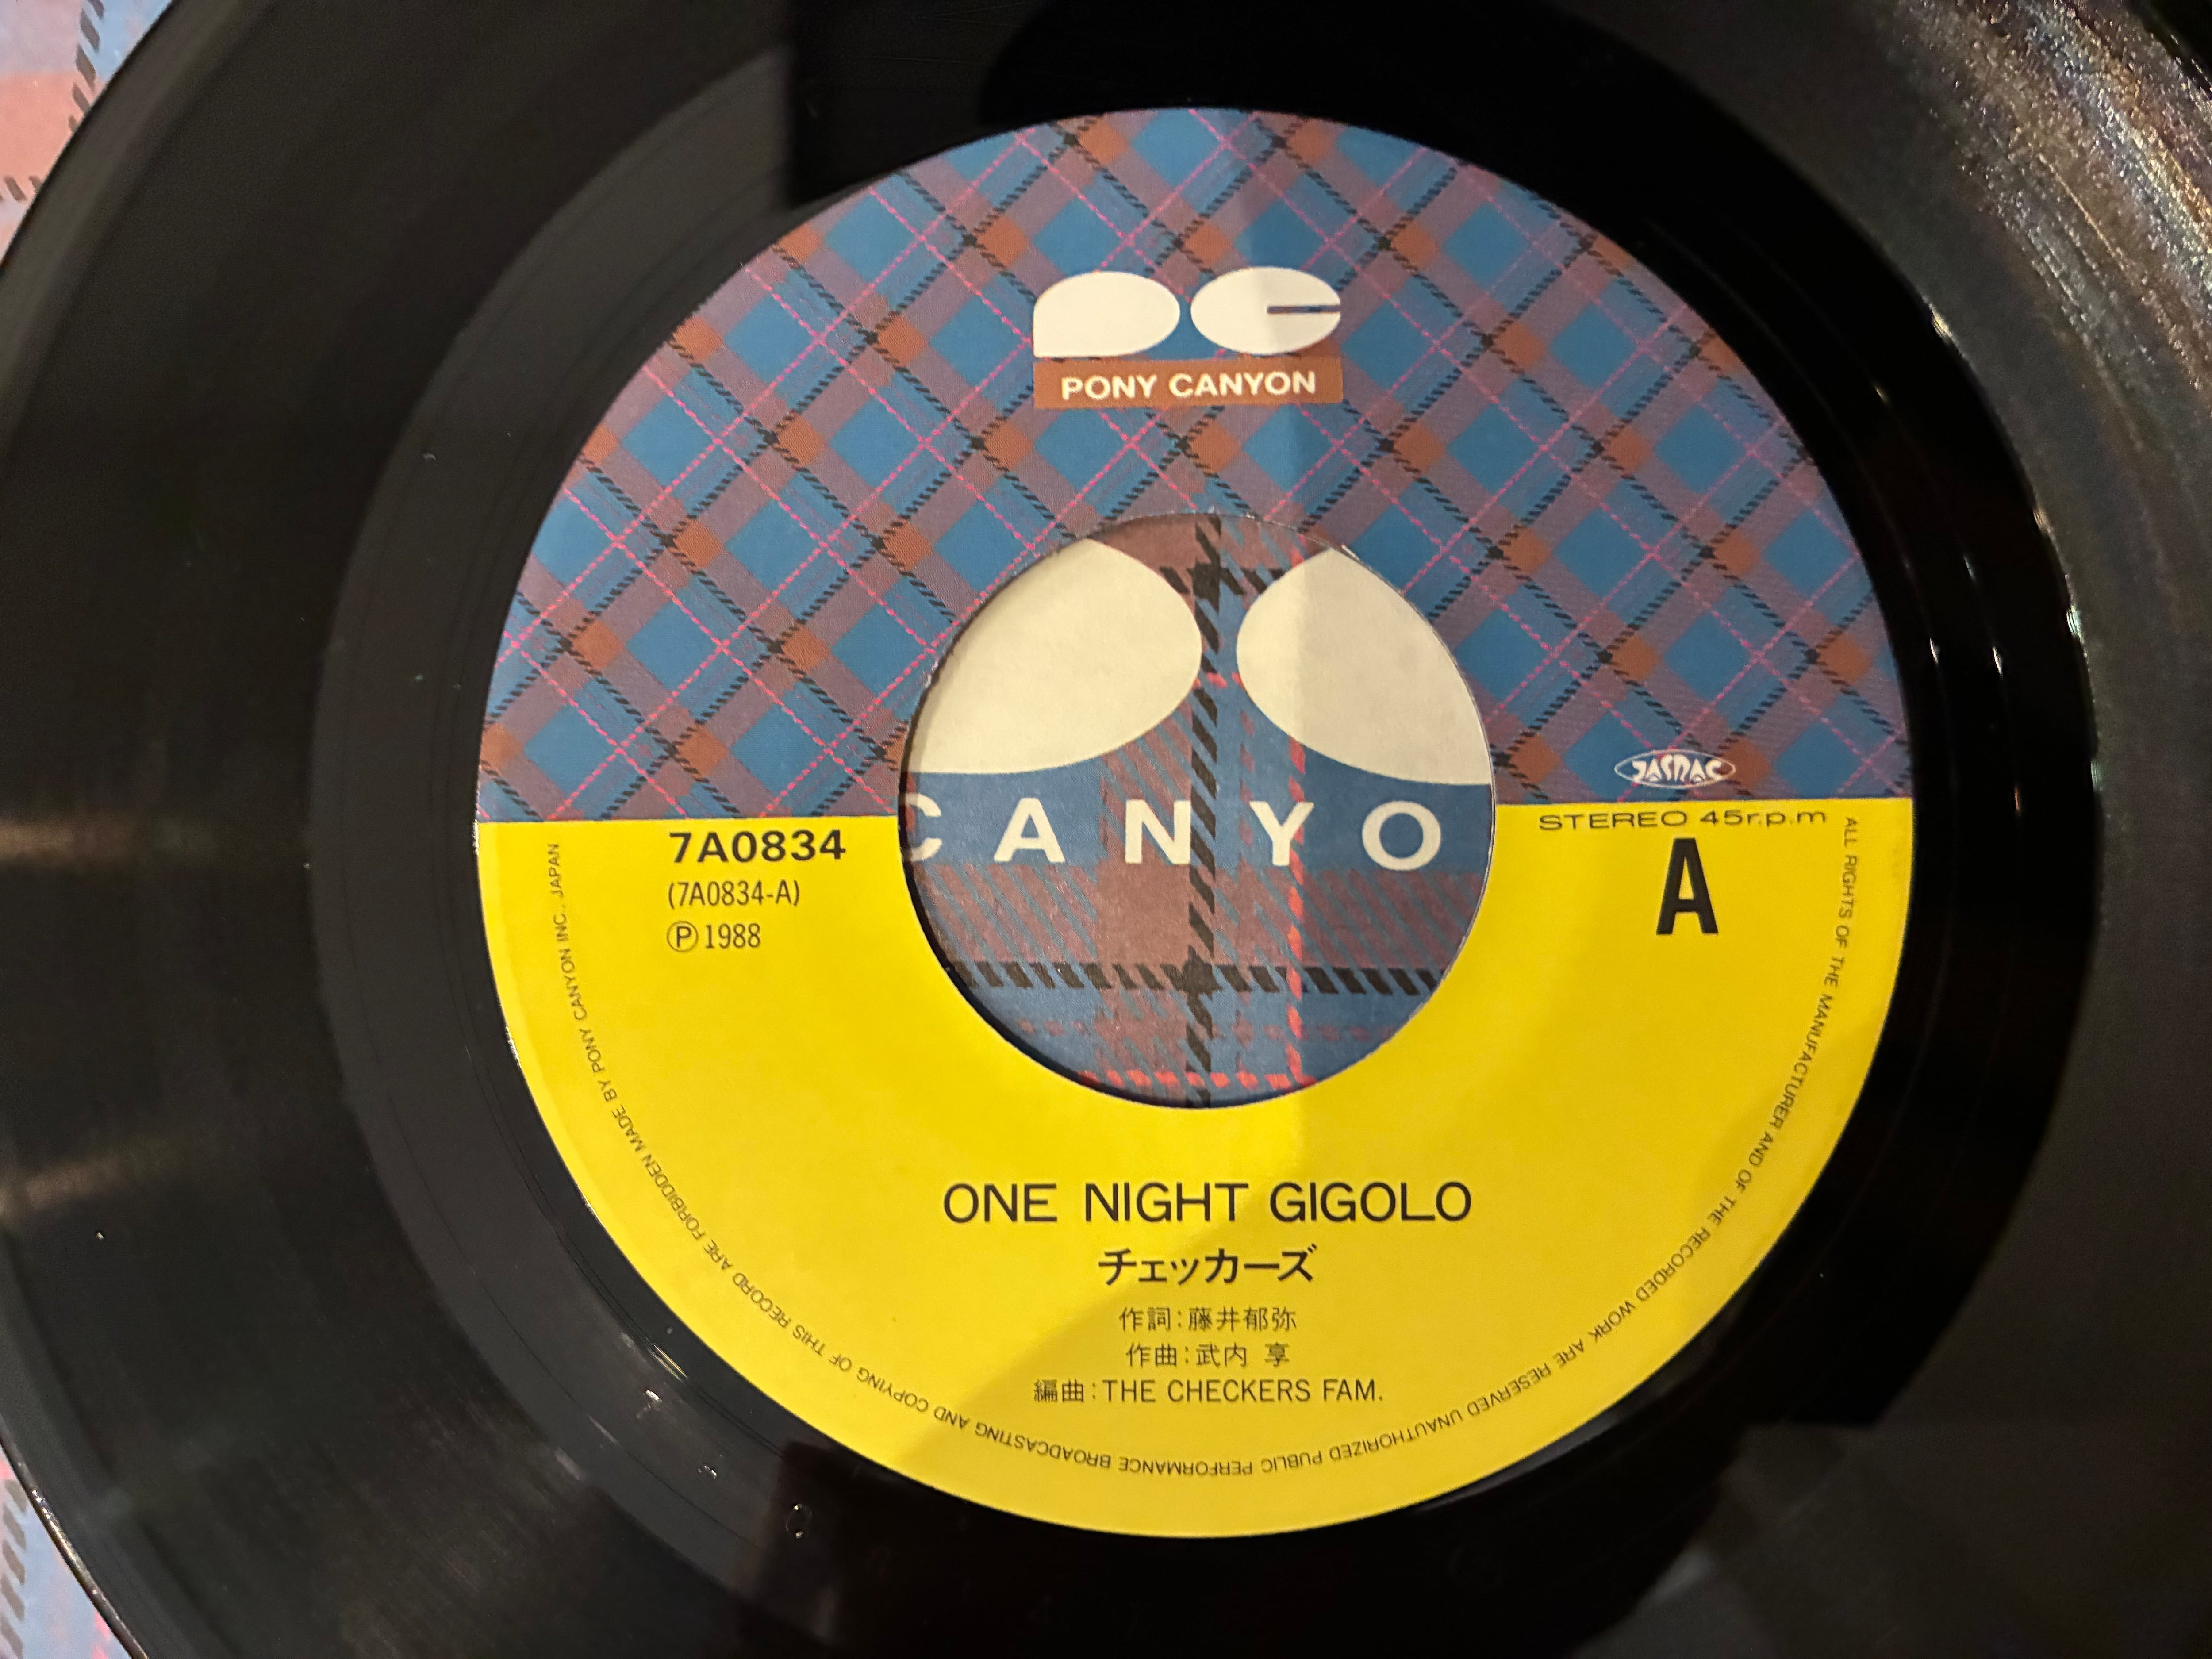 PONY CANYON
JASRAC
STEREO 45r.p.m
7A0834
A
(7A0834-A)
Ⓟ1988
CANYO
ONE NIGHT GIGOLO
チェッカーズ
作詞:藤井郁弥
作曲:武内 享
編曲:THE CHECKERS FAM.
ALL RIGHTS OF THE MANUFACTURER AND OF THE RECORDED WORK ARE RESERVED UNAUTHORIZED PUBLIC PERFORMANCE BROADCASTING AND COPYING OF THIS RECORD ARE FORBIDDEN MADE BY PONY CANYON INC., JAPAN